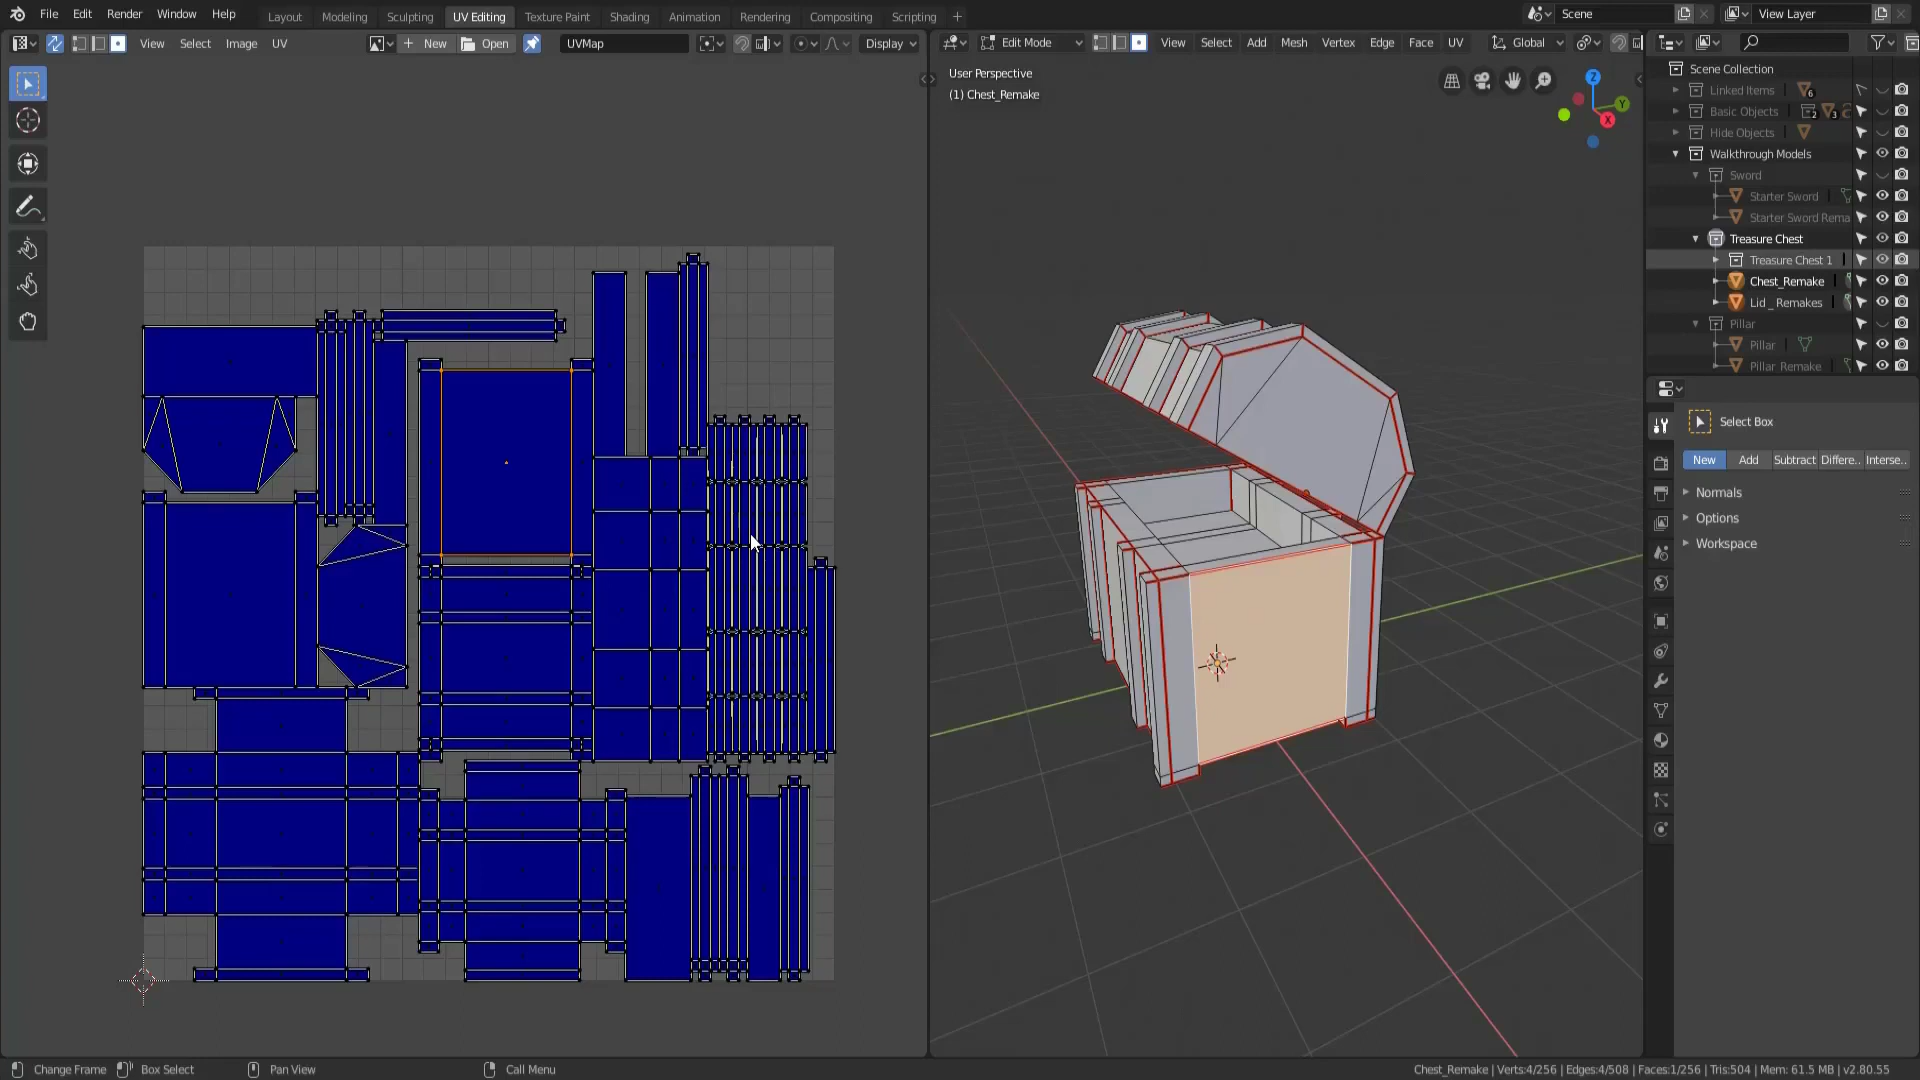 File Edit Render Window Help
Layout Modeling Sculpting UV Editing Texture Paint Shading Animation Rendering Compositing Scripting +
Scene
View Layer
View Select Image UV
New Open
UVMap
Display
Edit Mode
View Select Add Mesh Vertex Edge Face UV
Global
User Perspective
(1) Chest_Remake
Z
Y
X
Scene Collection
Linked Items 6
Basic Objects 2 3
Hide Objects
Walkthrough Models
Sword
Starter Sword
Starter Sword Rema
Treasure Chest
Treasure Chest 1
Chest_Remake
Lid_ Remakes
Pillar
Pillar
Pillar Remake
Select Box
New Add Subtract Differe.. Interse..
Normals
Options
Workspace
Change Frame Box Select Pan View Call Menu
Chest_Remake | Verts:4/256 | Edges:4/508 | Faces:1/256 | Tris:504 | Mem: 61.5 MB | v2.80.55